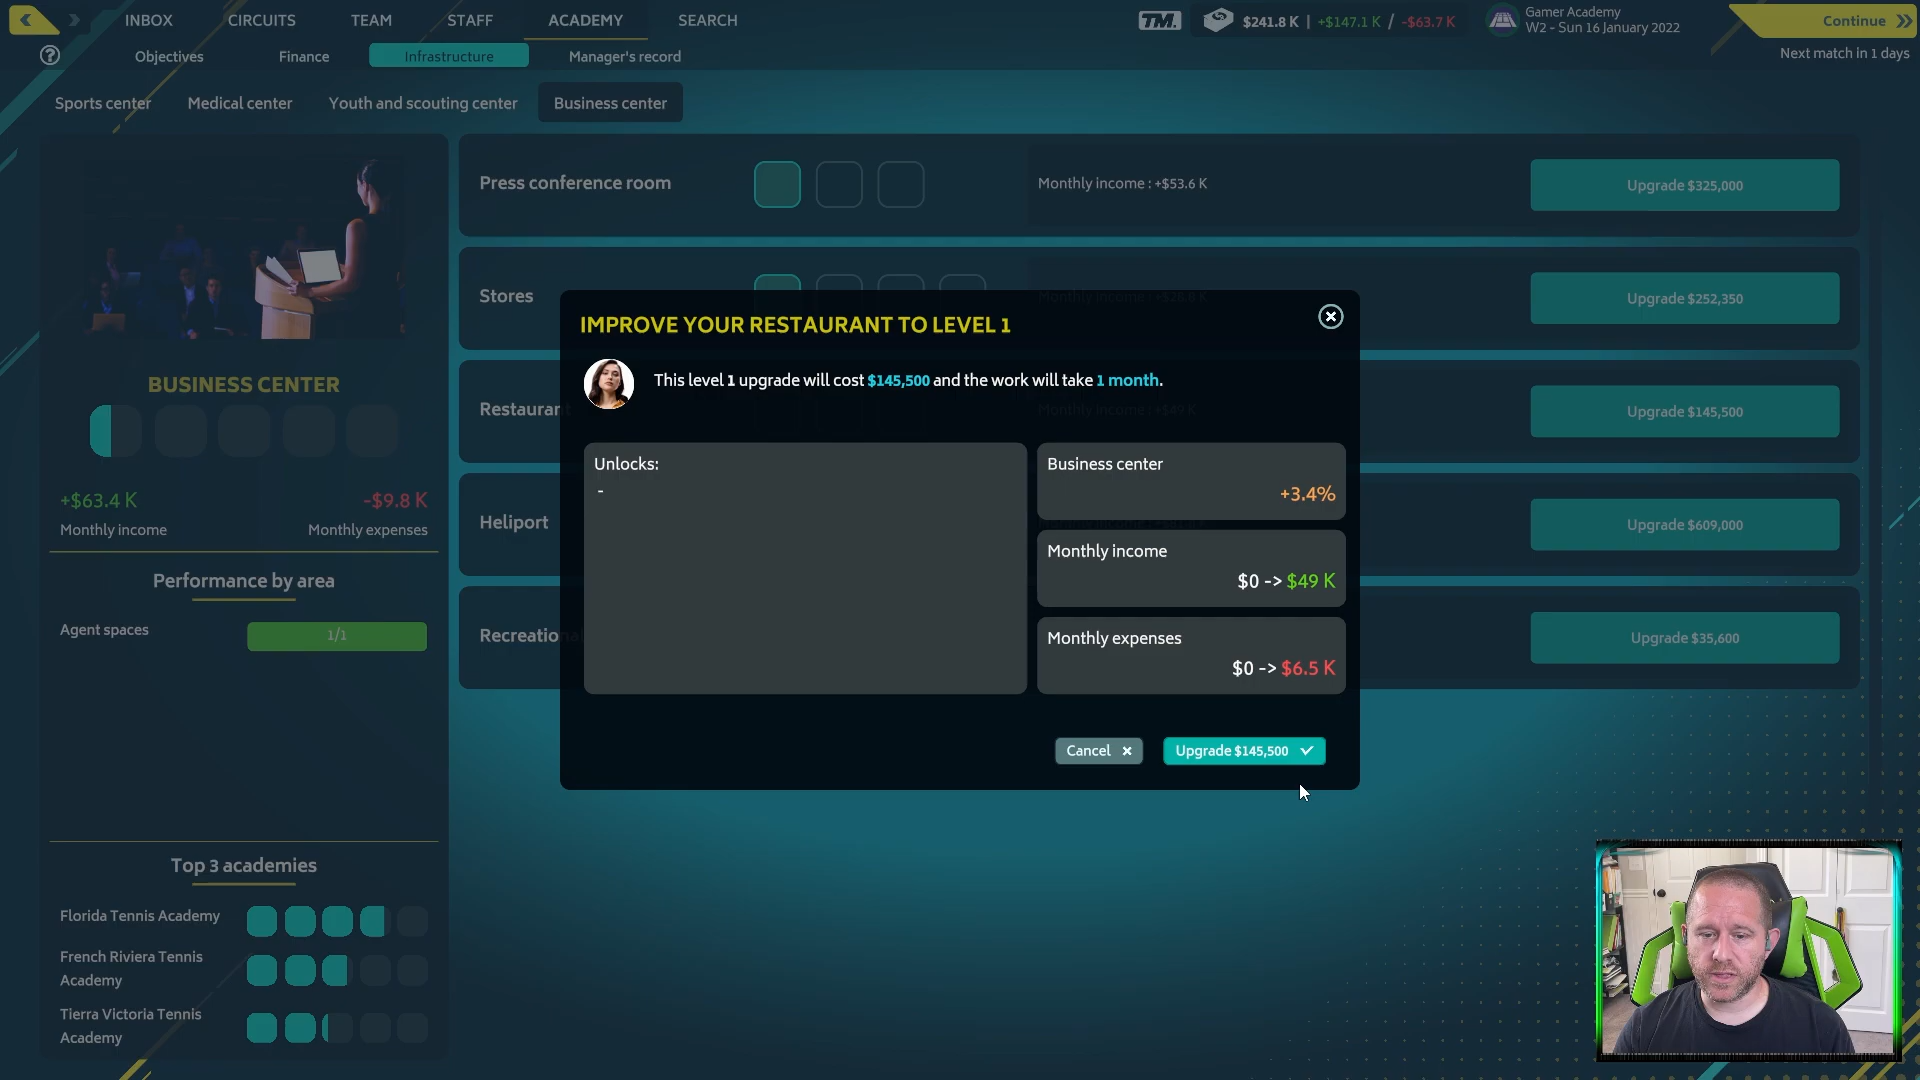 INBOX
CIRCUITS
TEAM
STAFF
ACADEMY
SEARCH
TM.
$241.8 K | +$147.1 K / -$63.7 K
Gamer Academy
W2 - Sun 16 January 2022
Continue
Next match in 1 days
?
Objectives
Finance
Infrastructure
Manager's record
Sports center
Medical center
Youth and scouting center
Business center
BUSINESS CENTER
+$63.4 K
-$9.8 K
Monthly income
Monthly expenses
Performance by area
Agent spaces
1/1
Top 3 academies
Florida Tennis Academy
French Riviera Tennis
Academy
Tierra Victoria Tennis
Academy
Press conference room
Monthly income : +$53.6 K
Upgrade $325,000
Stores
Upgrade $252,350
Restaurant
Monthly income : +$49 K
Upgrade $145,500
Heliport
Upgrade $609,000
Recreational
Upgrade $35,600
IMPROVE YOUR RESTAURANT TO LEVEL 1
This level 1 upgrade will cost $145,500 and the work will take 1 month.
Unlocks:
-
Business center
+3.4%
Monthly income
$0 -> $49 K
Monthly expenses
$0 -> $6.5 K
Cancel
Upgrade $145,500